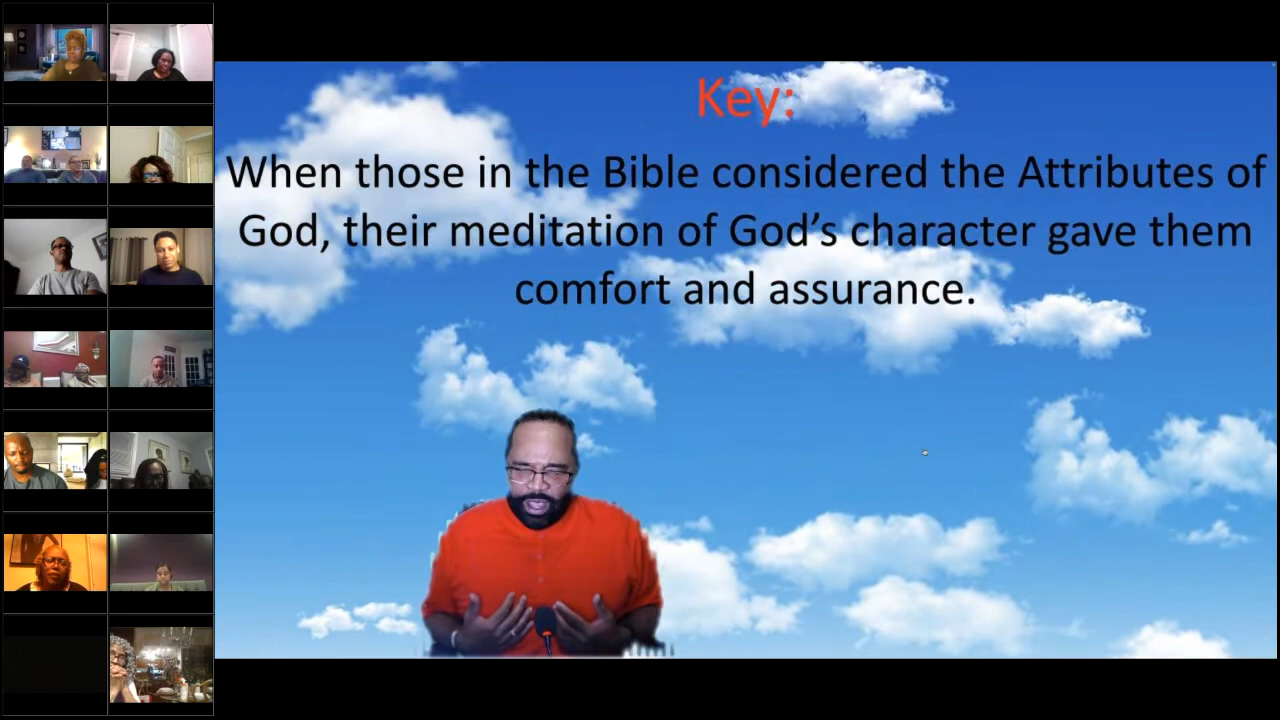 Key:
When those in the Bible considered the Attributes of
God, their meditation of God’s character gave them
comfort and assurance.